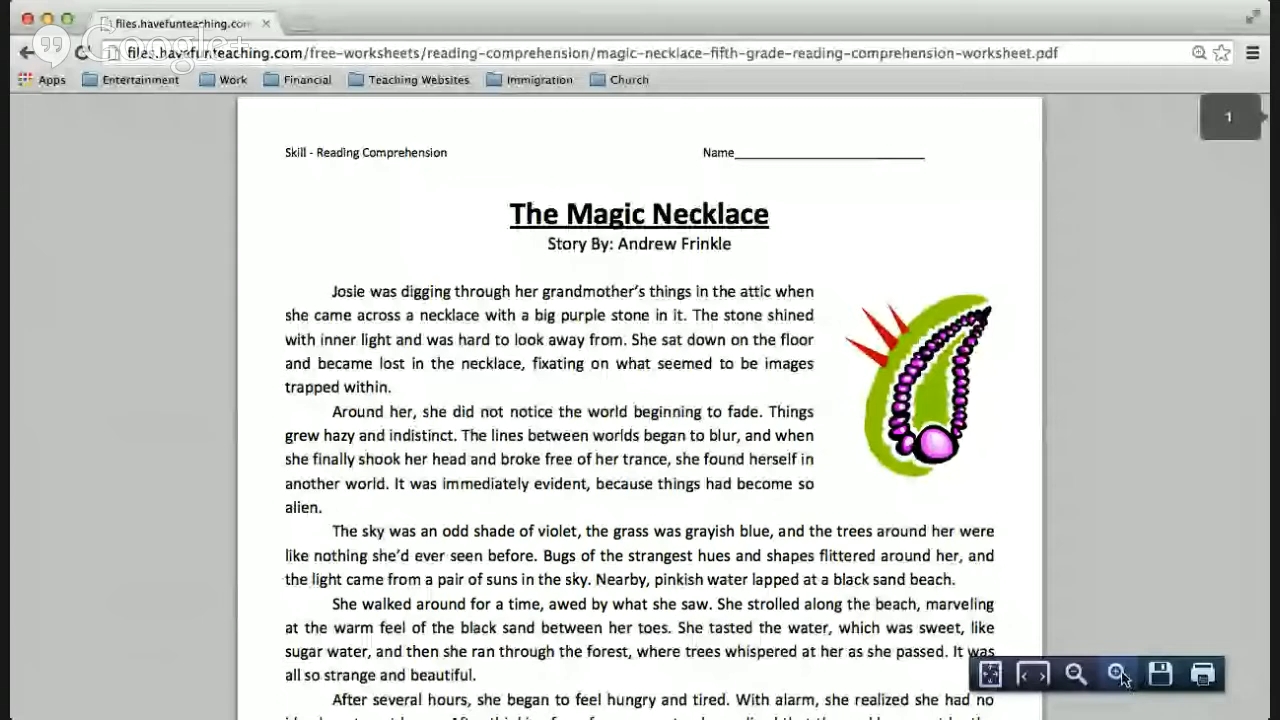 files.havefunteaching.com
Google+
files.havefunteaching.com/free-worksheets/reading-comprehension/magic-necklace-fifth-grade-reading-comprehension-worksheet.pdf
Apps Entertainment Work Financial Teaching Websites Immigration Church
1
Skill - Reading Comprehension Name
The Magic Necklace
Story By: Andrew Frinkle
Josie was digging through her grandmother's things in the attic when
she came across a necklace with a big purple stone in it. The stone shined
with inner light and was hard to look away from. She sat down on the floor
and became lost in the necklace, fixating on what seemed to be images
trapped within.
Around her, she did not notice the world beginning to fade. Things
grew hazy and indistinct. The lines between worlds began to blur, and when
she finally shook her head and broke free of her trance, she found herself in
another world. It was immediately evident, because things had become so
alien.
The sky was an odd shade of violet, the grass was grayish blue, and the trees around her were
like nothing she'd ever seen before. Bugs of the strangest hues and shapes flittered around her, and
the light came from a pair of suns in the sky. Nearby, pinkish water lapped at a black sand beach.
She walked around for a time, awed by what she saw. She strolled along the beach, marveling
at the warm feel of the black sand between her toes. She tasted the water, which was sweet, like
sugar water, and then she ran through the forest, where trees whispered at her as she passed. It was
all so strange and beautiful.
After several hours, she began to feel hungry and tired. With alarm, she realized she had no